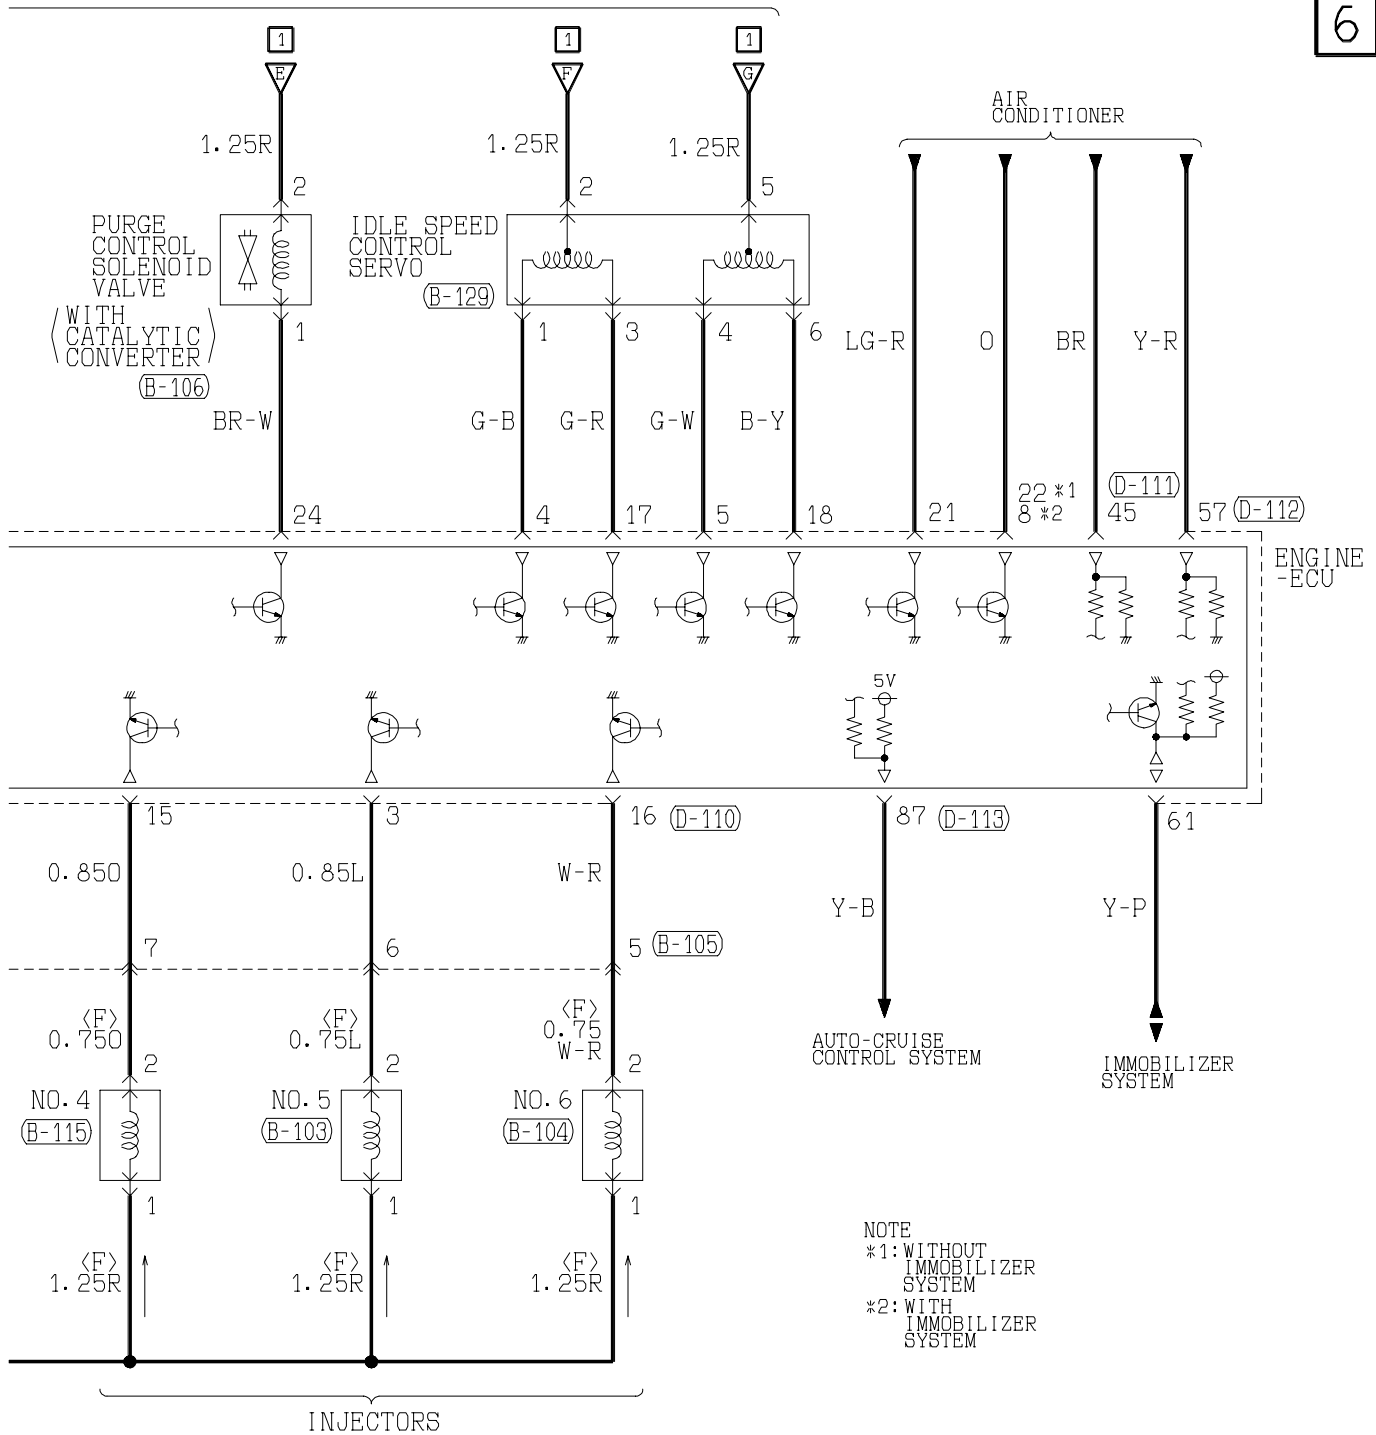 6
1
1
1
E
F
G
AIR
CONDITIONER
1.25R
1.25R
1.25R
2
2
5
PURGE
CONTROL
SOLENOID
VALVE
WITH
CATALYTIC
CONVERTER
B-106
IDLE SPEED
CONTROL
SERVO
B-129
1
1
3
4
6
LG-R
O
BR
Y-R
BR-W
G-B
G-R
G-W
B-Y
24
4
17
5
18
21
22 *1
8 *2
D-111
45
57
D-112
ENGINE
-ECU
5V
15
3
16
D-110
87
D-113
61
0.85O
0.85L
W-R
Y-B
Y-P
7
6
5
B-105
<F>
0.75O
<F>
0.75L
<F>
0.75
W-R
AUTO-CRUISE
CONTROL SYSTEM
IMMOBILIZER
SYSTEM
2
2
2
NO.4
B-115
NO.5
B-103
NO.6
B-104
1
1
1
<F>
1.25R
<F>
1.25R
<F>
1.25R
NOTE
*1:WITHOUT
IMMOBILIZER
SYSTEM
*2:WITH
IMMOBILIZER
SYSTEM
INJECTORS